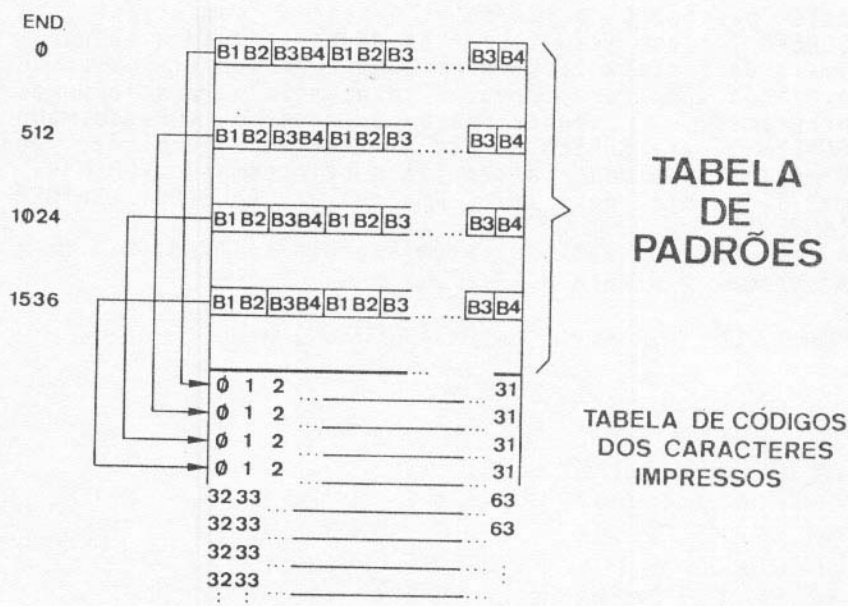 END.
Ø
B1 B2 B3 B4 B1 B2 B3 ... ... B3 B4
512
B1 B2 B3 B4 B1 B2 B3 ... ... B3 B4
TABELA
DE
PADRÕES
1024
B1 B2 B3 B4 B1 B2 B3 ... ... B3 B4
1536
B1 B2 B3 B4 B1 B2 B3 ... ... B3 B4
Ø 1 2 ... ... 31
Ø 1 2 ... ... 31
Ø 1 2 ... ... 31
Ø 1 2 ... ... 31
TABELA DE CÓDIGOS
DOS CARACTERES
IMPRESSOS
32 33 ... ... 63
32 33 ... ... 63
32 33 ... ...
32 33 ... ...